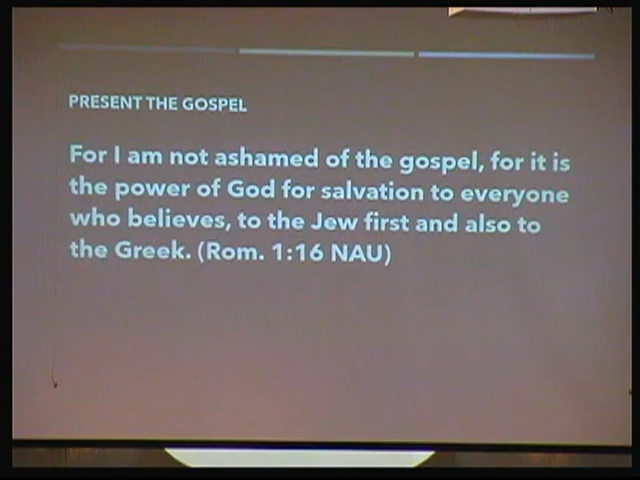 PRESENT THE GOSPEL
For I am not ashamed of the gospel, for it is
the power of God for salvation to everyone
who believes, to the Jew first and also to
the Greek. (Rom. 1:16 NAU)